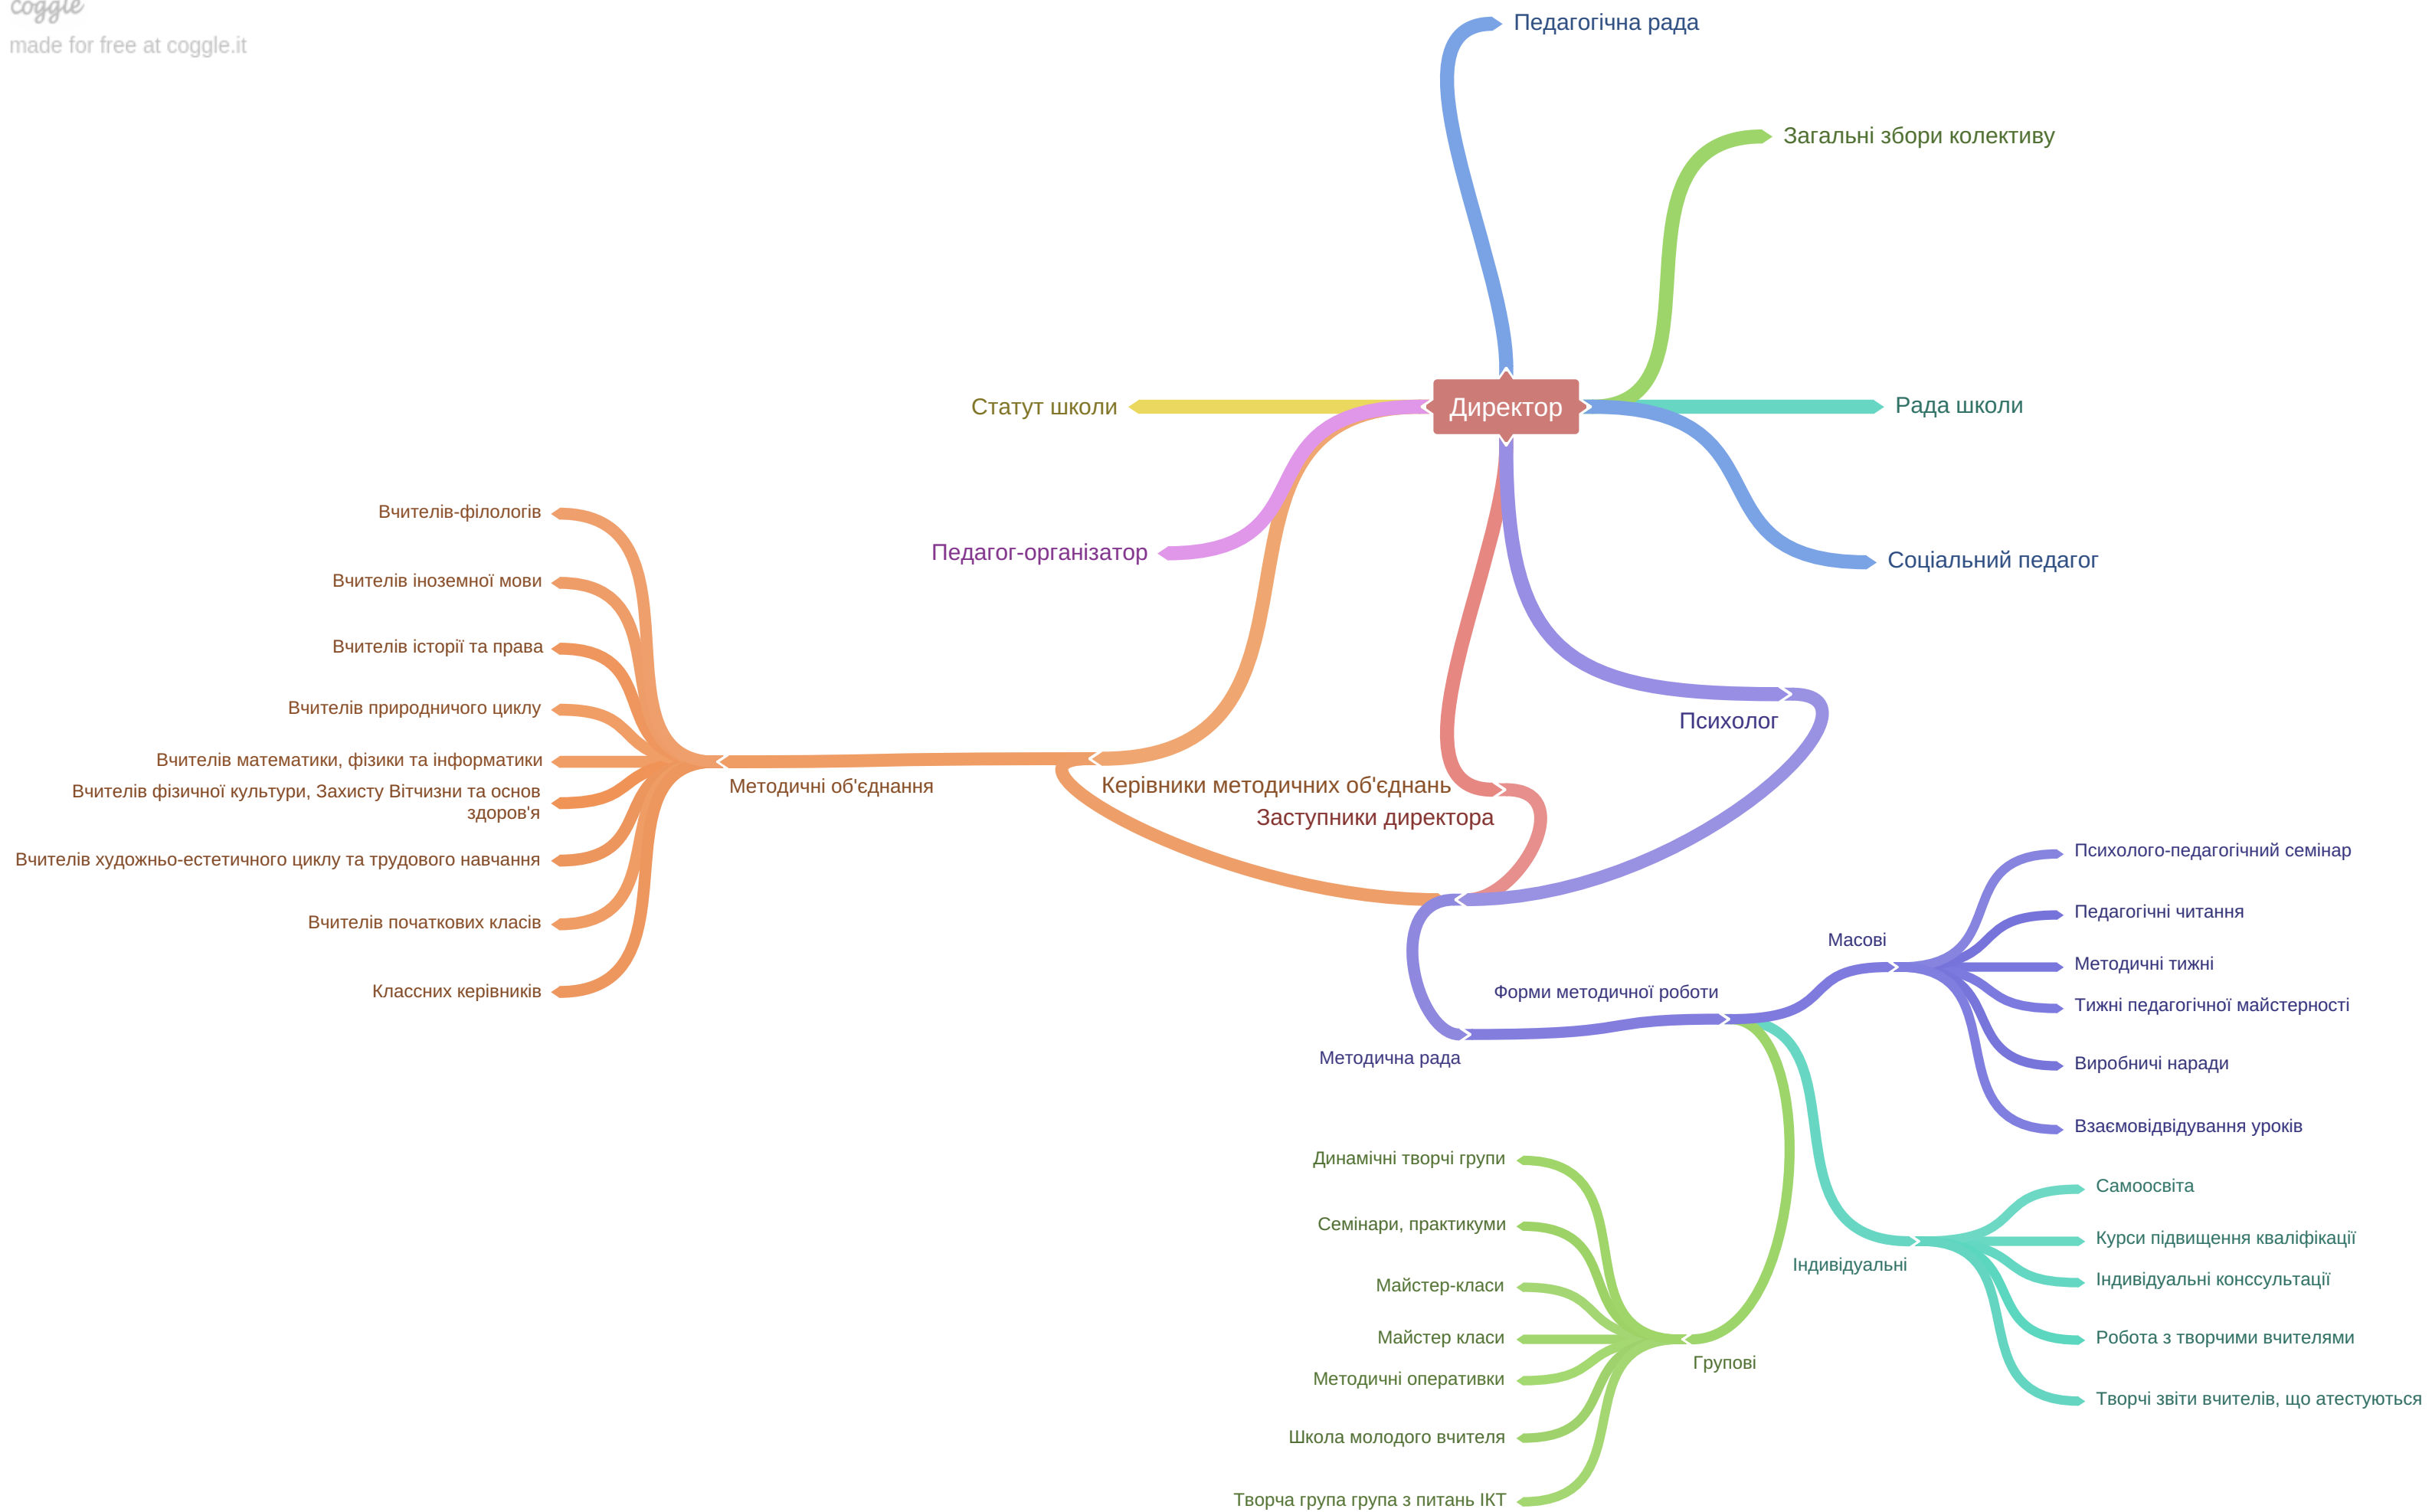 coggle
made for free at coggle.it
Педагогічна рада
Загальні збори колективу
Директор
Статут школи
Рада школи
Педагог-організатор
Соціальний педагог
Психолог
Керівники методичних об'єднань
Заступники директора
Методичні об'єднання
Вчителів-філологів
Вчителів іноземної мови
Вчителів історії та права
Вчителів природничого циклу
Вчителів математики, фізики та інформатики
Вчителів фізичної культури, Захисту Вітчизни та основ
здоров'я
Вчителів художньо-естетичного циклу та трудового навчання
Вчителів початкових класів
Классних керівників
Методична рада
Форми методичної роботи
Масові
Психолого-педагогічний семінар
Педагогічні читання
Методичні тижні
Тижні педагогічної майстерності
Виробничі наради
Взаємовідвідування уроків
Індивідуальні
Самоосвіта
Курси підвищення кваліфікації
Індивідуальні конссультації
Робота з творчими вчителями
Творчі звіти вчителів, що атестуються
Групові
Динамічні творчі групи
Семінари, практикуми
Майстер-класи
Майстер класи
Методичні оперативки
Школа молодого вчителя
Творча група група з питань ІКТ